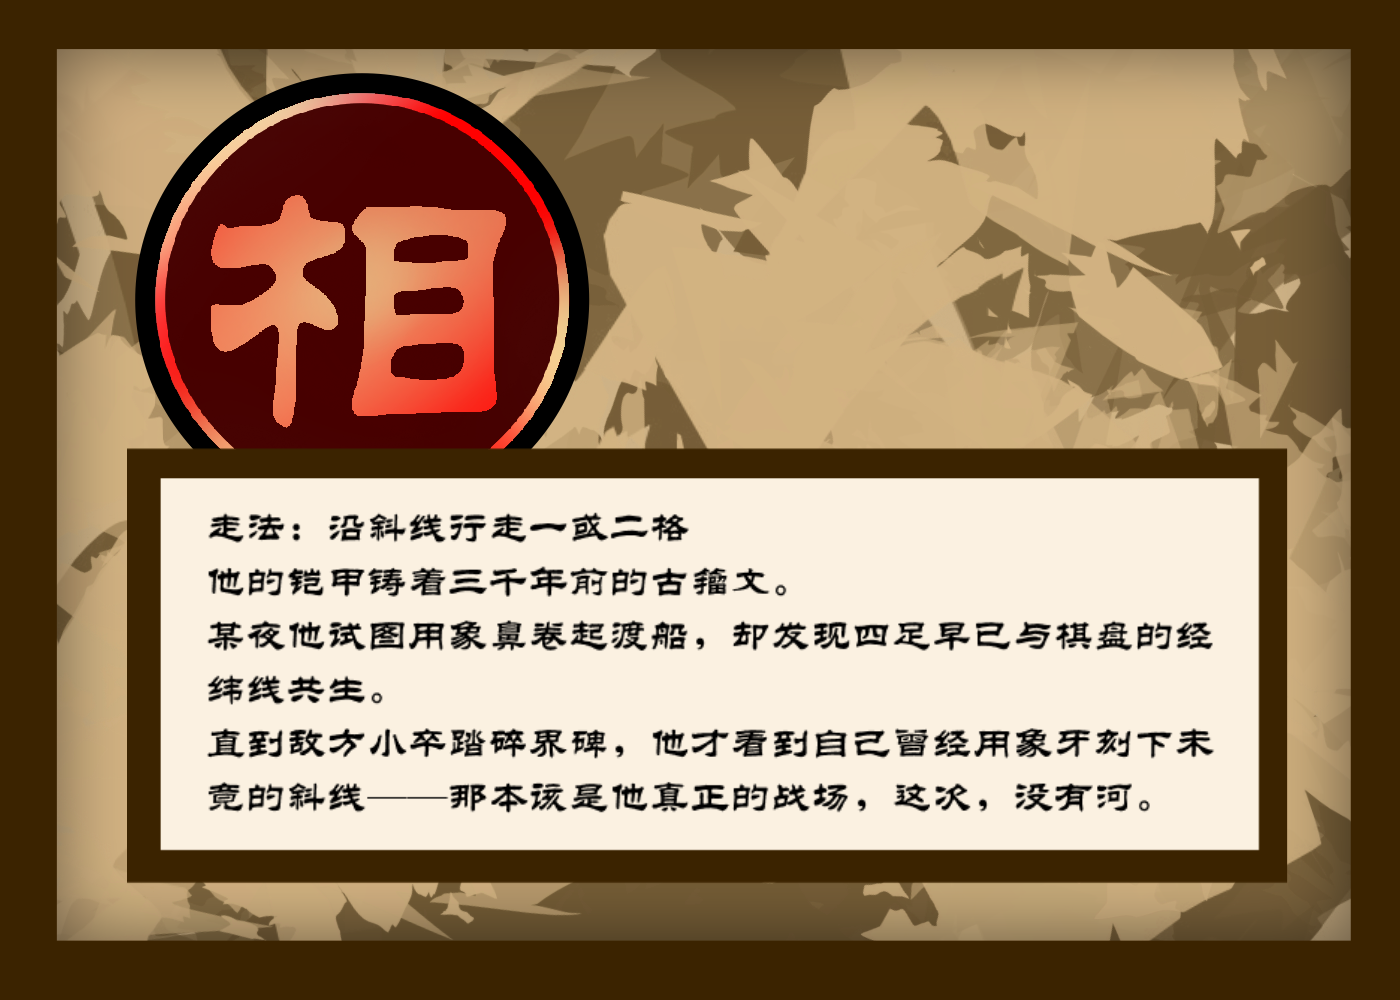 相
走法：沿斜线行走一或二格
他的铠甲铸着三千年前的古籀文。
某夜他试图用象鼻卷起渡船，却发现四足早已与棋盘的经
纬线共生。
直到敌方小卒踏碎界碑，他才看到自己曾经用象牙刻下未
竟的斜线——那本该是他真正的战场，这次，没有河。